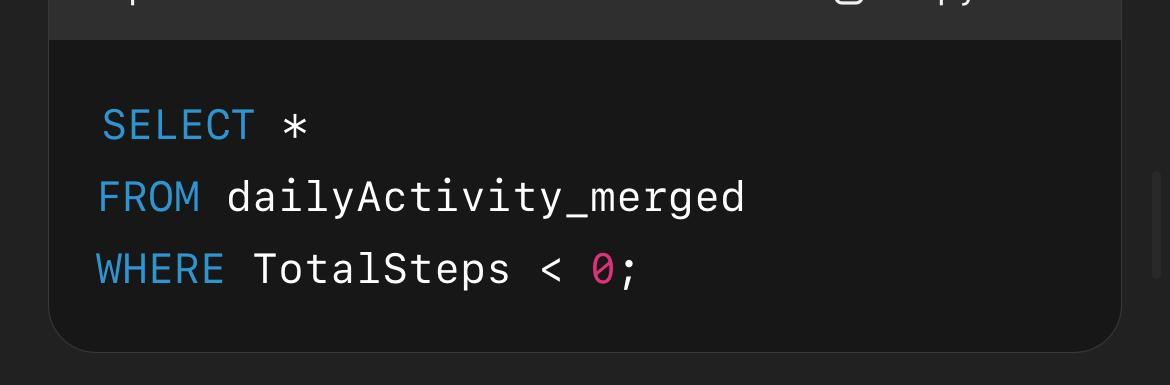 SELECT *
FROM dailyActivity_merged
WHERE TotalSteps < 0;